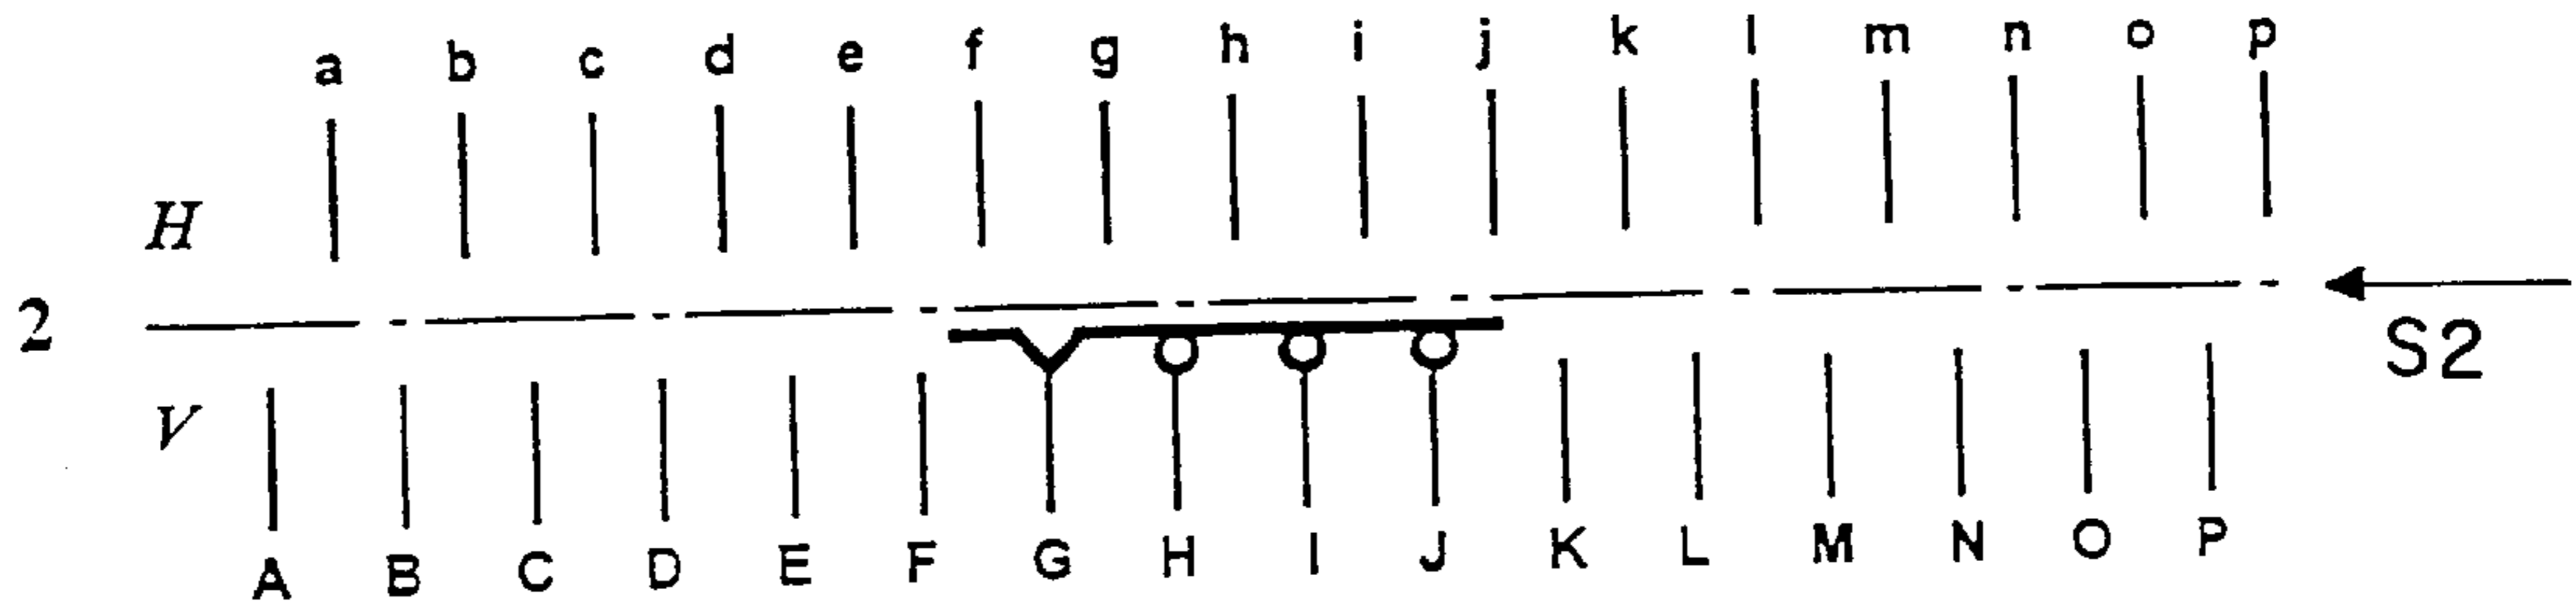 a b c d e f g h i j k l m n o p
H
2
S2
V
A B C D E F G H I J K L M N O P